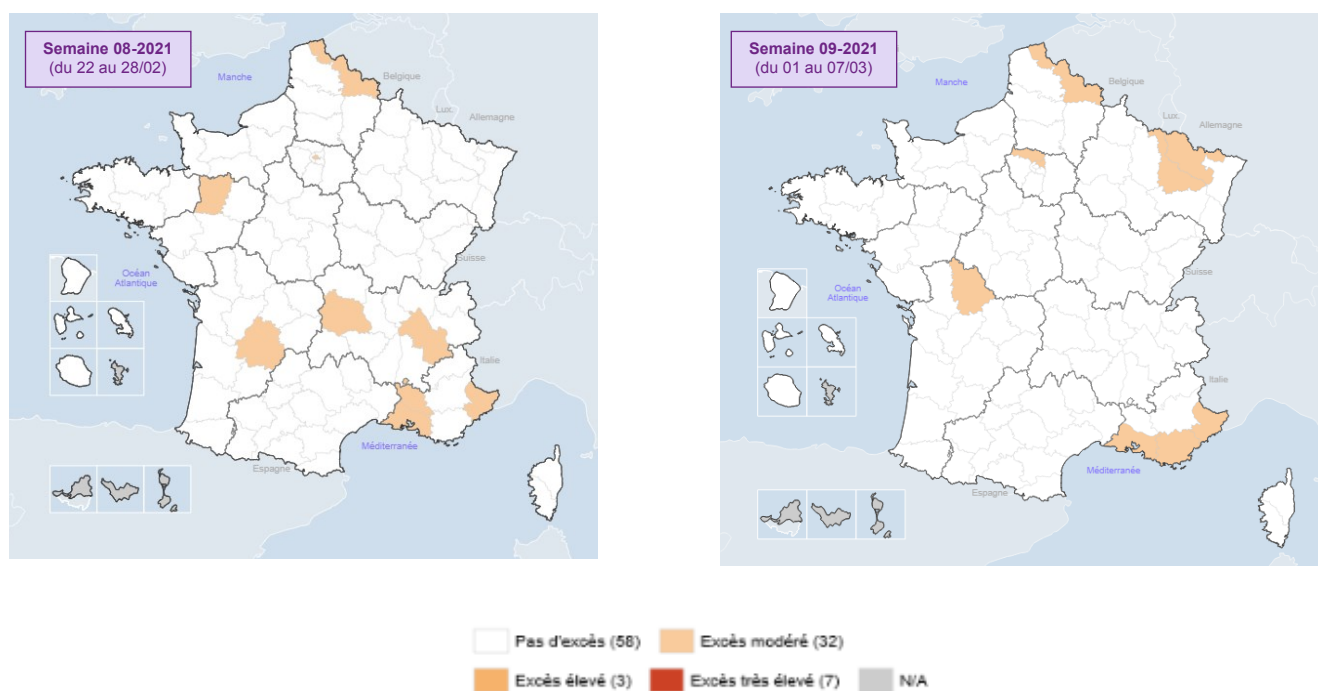 Semaine 08-2021
(du 22 au 28/02)
Manche
Belgique
Lux.
Allemagne
Suisse
Océan
Atlantique
Italie
Méditerranée
Espagne
Semaine 09-2021
(du 01 au 07/03)
Manche
Belgique
Lux.
Allemagne
Suisse
Océan
Atlantique
Italie
Méditerranée
Espagne
Pas d'excès (58)
Excès modéré (32)
Excès élevé (3)
Excès très élevé (7)
N/A